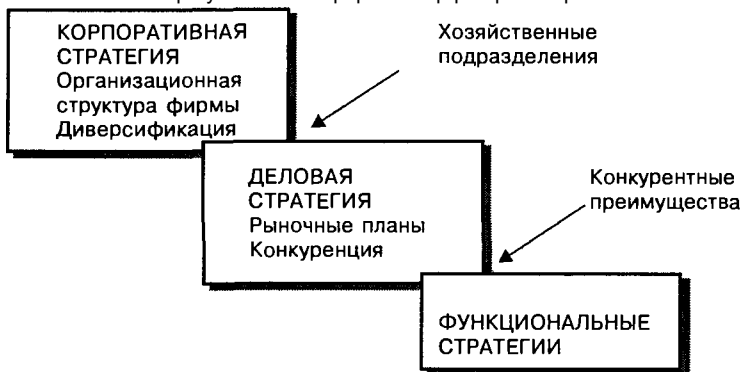 КОРПОРАТИВНАЯ
СТРАТЕГИЯ
Организационная
структура фирмы
Диверсификация
Хозяйственные
подразделения
ДЕЛОВАЯ
СТРАТЕГИЯ
Рыночные планы
Конкуренция
Конкурентные
преимущества
ФУНКЦИОНАЛЬНЫЕ
СТРАТЕГИИ